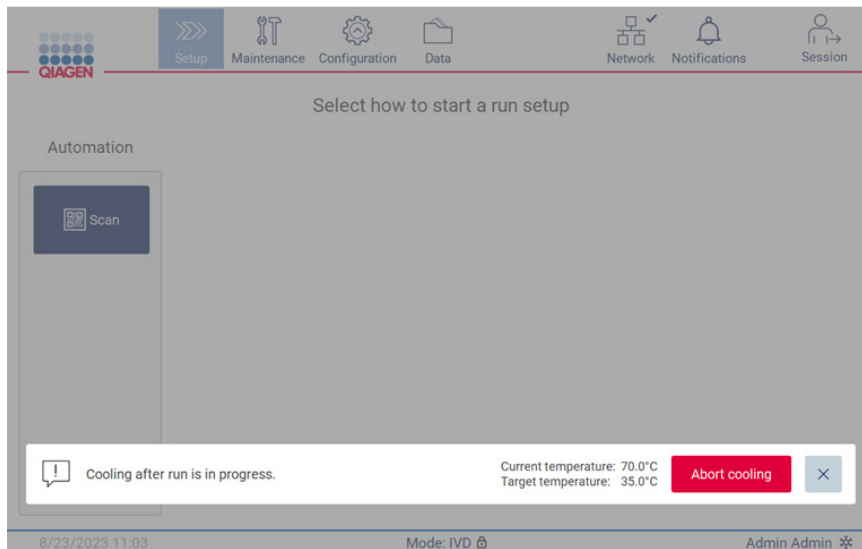 QIAGEN
Setup
Maintenance
Configuration
Data
Network
Notifications
Session
Select how to start a run setup
Automation
Scan
Cooling after run is in progress.
Current temperature: 70.0°C
Target temperature: 35.0°C
Abort cooling
8/23/2023 11:03
Mode: IVD
Admin Admin